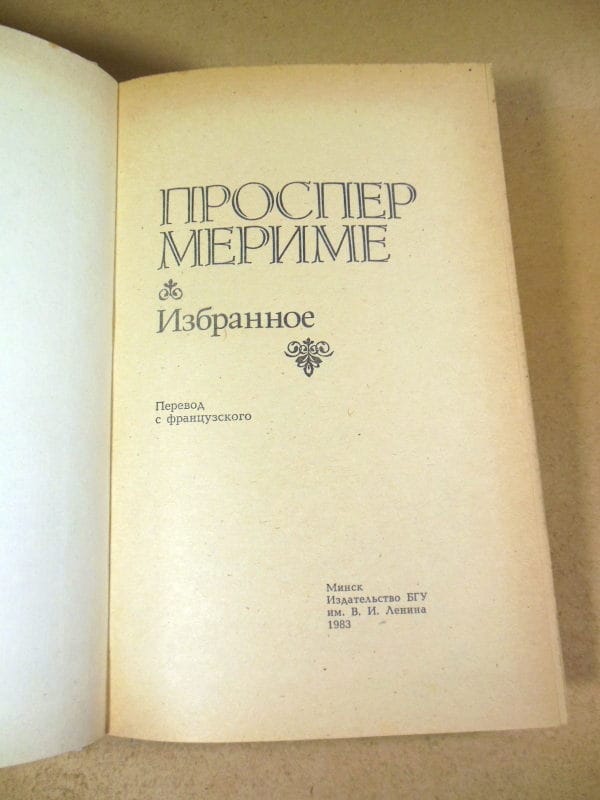 ПРОСПЕР
МЕРИМЕ
Избранное
Перевод
с французского
Минск
Издательство БГУ
им. В. И. Ленина
1983